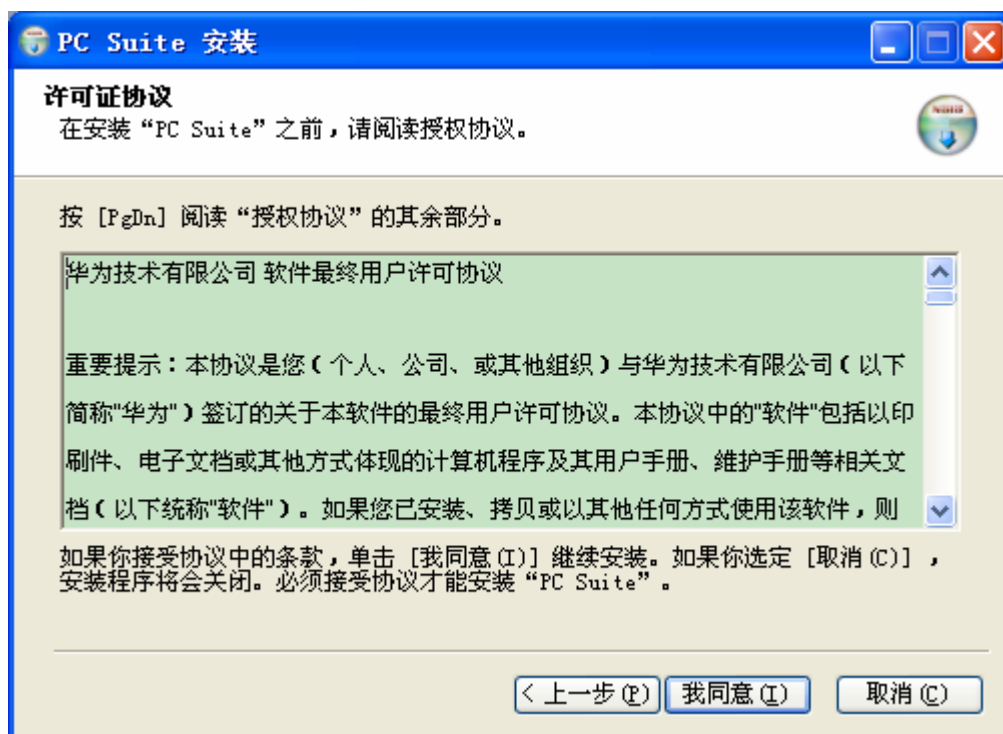 PC Suite 安装
许可证协议
在安装“PC Suite”之前，请阅读授权协议。
按 [PgDn] 阅读“授权协议”的其余部分。
华为技术有限公司 软件最终用户许可协议
重要提示：本协议是您（个人、公司、或其他组织）与华为技术有限公司（以下
简称"华为"）签订的关于本软件的最终用户许可协议。本协议中的"软件"包括以印
刷件、电子文档或其他方式体现的计算机程序及其用户手册、维护手册等相关文
档（以下统称"软件"）。如果您已安装、拷贝或以其他任何方式使用该软件，则
如果你接受协议中的条款，单击 [我同意(I)] 继续安装。如果你选定 [取消(C)] ，
安装程序将会关闭。必须接受协议才能安装“PC Suite”。
< 上一步(P) 我同意(I) 取消(C)